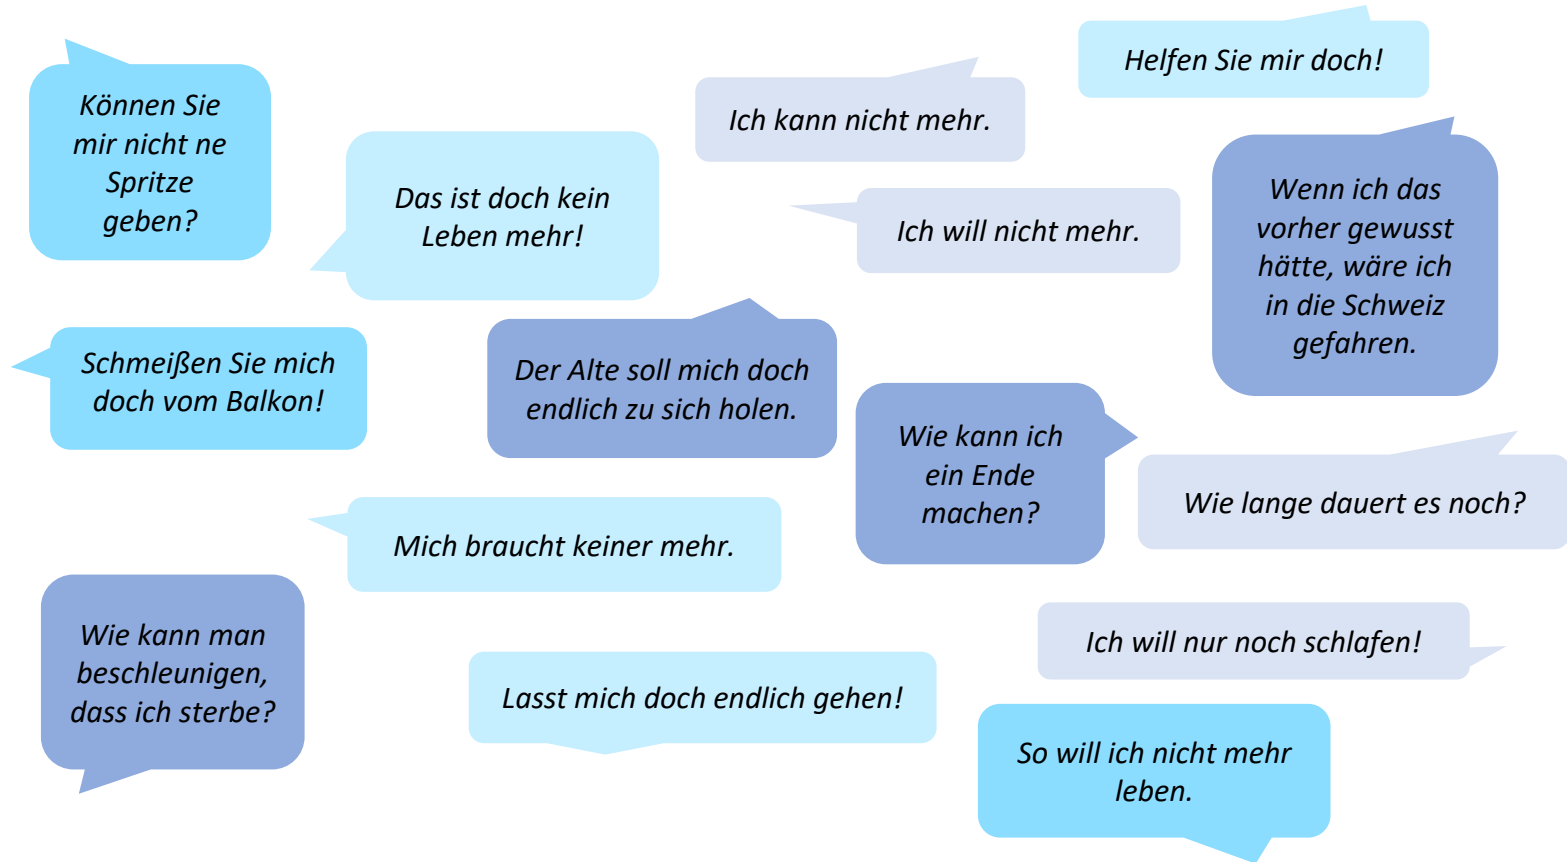 Können Sie
mir nicht ne
Spritze
geben?
Das ist doch kein
Leben mehr!
Ich kann nicht mehr.
Helfen Sie mir doch!
Ich will nicht mehr.
Wenn ich das
vorher gewusst
hätte, wäre ich
in die Schweiz
gefahren.
Schmeißen Sie mich
doch vom Balkon!
Der Alte soll mich doch
endlich zu sich holen.
Wie kann ich
ein Ende
machen?
Wie lange dauert es noch?
Mich braucht keiner mehr.
Wie kann man
beschleunigen,
dass ich sterbe?
Ich will nur noch schlafen!
Lasst mich doch endlich gehen!
So will ich nicht mehr
leben.